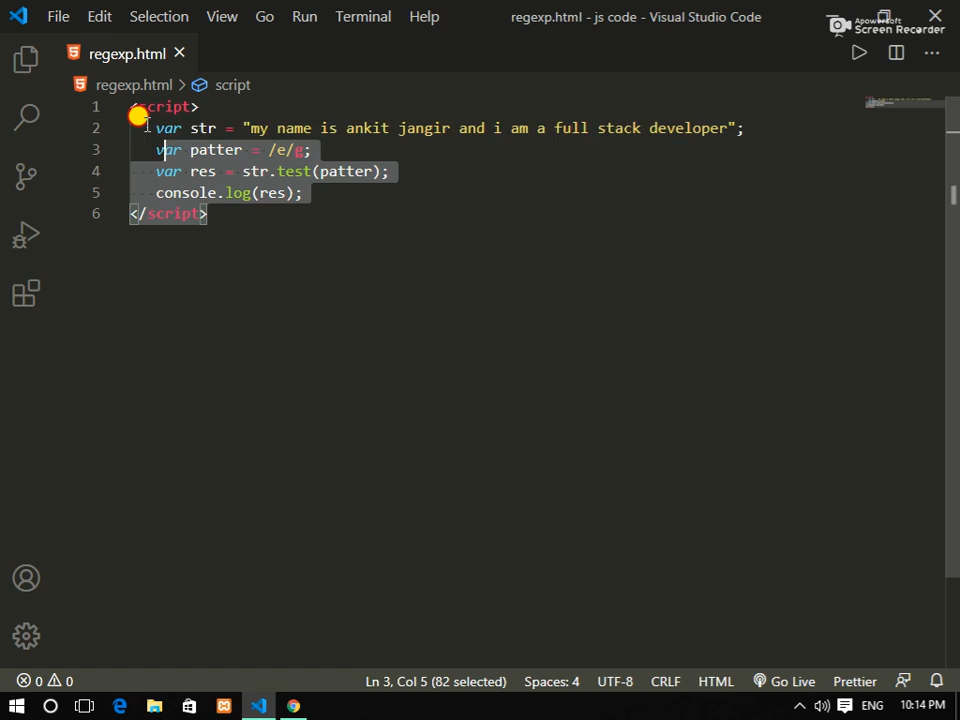 File Edit Selection View Go Run Terminal Help regexp.html - js code - Visual Studio Code
Apowersoft
Screen Recorder
regexp.html
regexp.html > script
1 <script>
2 var str = "my name is ankit jangir and i am a full stack developer";
3 var patter = /e/g;
4 var res = str.test(patter);
5 console.log(res);
6 </script>
0 0 Ln 3, Col 5 (82 selected) Spaces: 4 UTF-8 CRLF HTML Go Live Prettier
ENG 10:14 PM